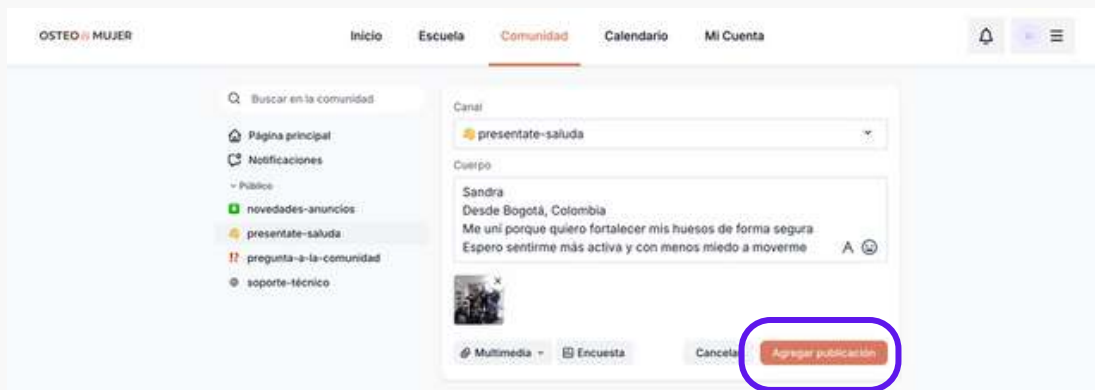 OSTEO MUJER
Inicio Escuela Comunidad Calendario Mi Cuenta
Buscar en la comunidad
Página principal
Notificaciones
Público
novedades-anuncios
presentate-saluda
pregunta-a-la-comunidad
soporte-técnico
Canal
presentate-saluda
Cuerpo
Sandra
Desde Bogotá, Colombia
Me uní porque quiero fortalecer mis huesos de forma segura
Espero sentirme más activa y con menos miedo a moverme
Multimedia Encuesta Cancela Agregar publicación